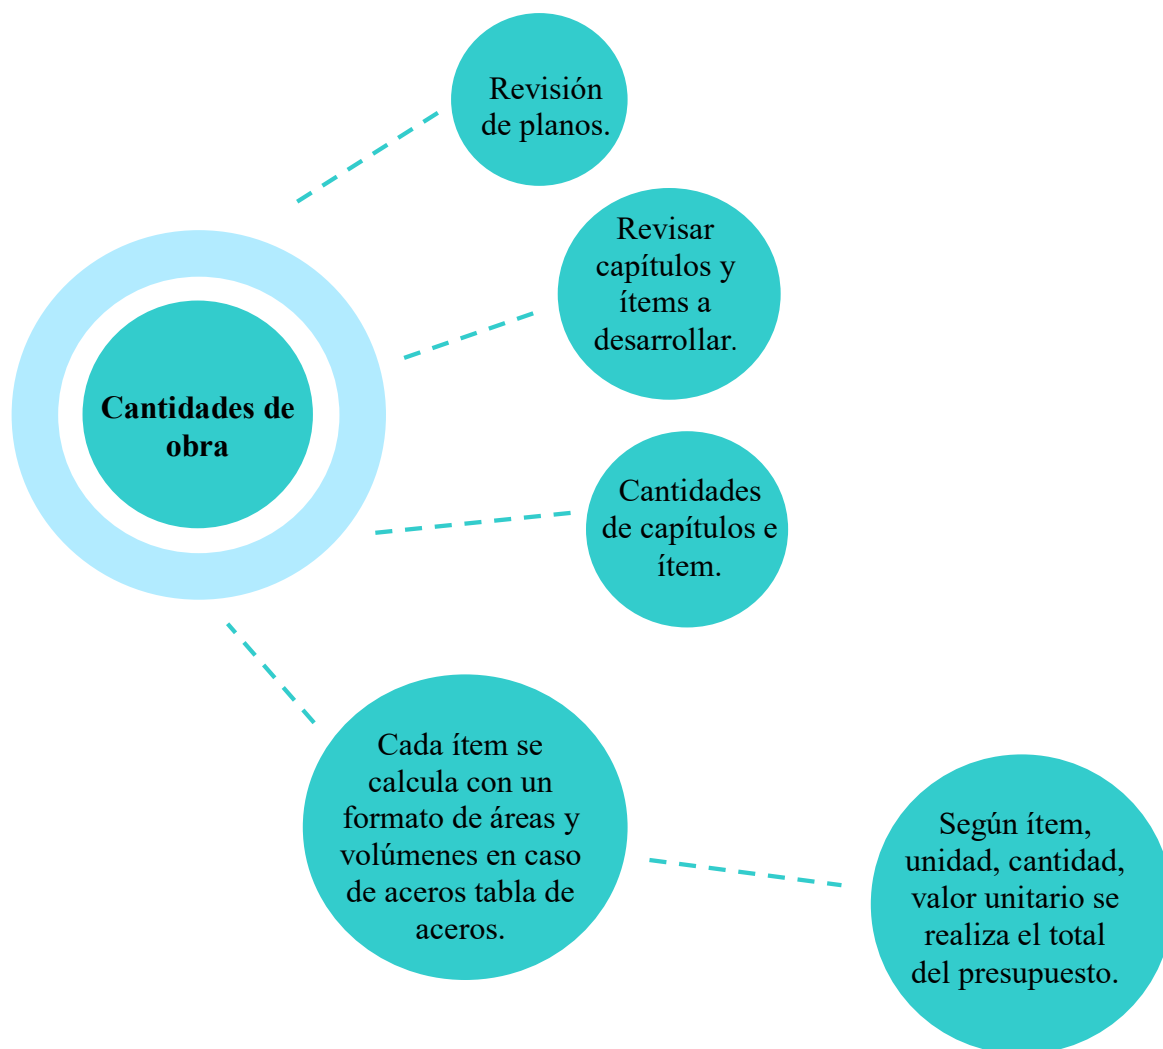 Revisión
de planos.
Revisar
capítulos y
ítems a
desarrollar.
Cantidades de
obra
Cantidades
de capítulos e
ítem.
Cada ítem se
calcula con un
formato de áreas y
volúmenes en caso
de aceros tabla de
aceros.
Según ítem,
unidad, cantidad,
valor unitario se
realiza el total
del presupuesto.